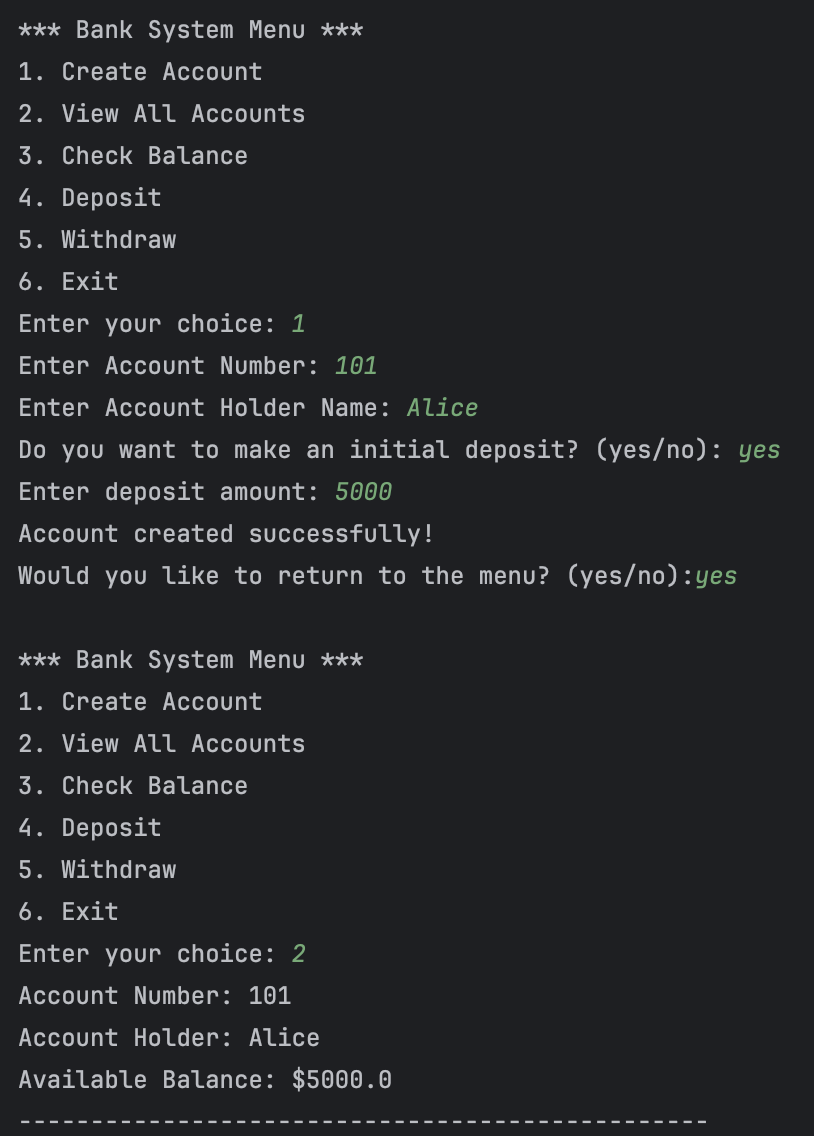 *** Bank System Menu ***
1. Create Account
2. View All Accounts
3. Check Balance
4. Deposit
5. Withdraw
6. Exit
Enter your choice: 1
Enter Account Number: 101
Enter Account Holder Name: Alice
Do you want to make an initial deposit? (yes/no): yes
Enter deposit amount: 5000
Account created successfully!
Would you like to return to the menu? (yes/no):yes

*** Bank System Menu ***
1. Create Account
2. View All Accounts
3. Check Balance
4. Deposit
5. Withdraw
6. Exit
Enter your choice: 2
Account Number: 101
Account Holder: Alice
Available Balance: $5000.0
------------------------------------------------